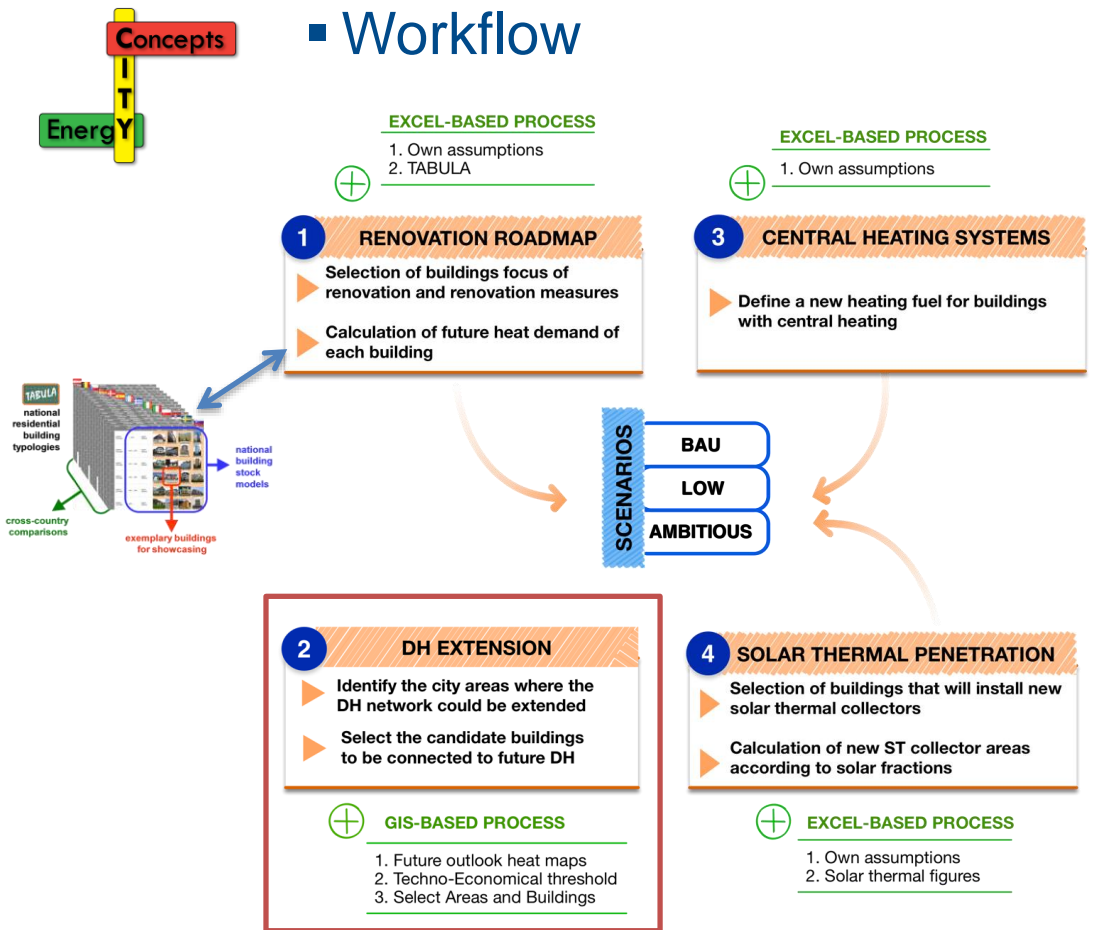 Concepts
I
T
EnergY
▪ Workflow
EXCEL-BASED PROCESS
1. Own assumptions
2. TABULA
1 RENOVATION ROADMAP
Selection of buildings focus of
renovation and renovation measures
Calculation of future heat demand of
each building
EXCEL-BASED PROCESS
1. Own assumptions
3 CENTRAL HEATING SYSTEMS
Define a new heating fuel for buildings
with central heating
TABULA
national
residential
building
typologies
national
building
stock
models
cross-country
comparisons
exemplary buildings
for showcasing
SCENARIOS
BAU
LOW
AMBITIOUS
2 DH EXTENSION
Identify the city areas where the
DH network could be extended
Select the candidate buildings
to be connected to future DH
GIS-BASED PROCESS
1. Future outlook heat maps
2. Techno-Economical threshold
3. Select Areas and Buildings
4 SOLAR THERMAL PENETRATION
Selection of buildings that will install new
solar thermal collectors
Calculation of new ST collector areas
according to solar fractions
EXCEL-BASED PROCESS
1. Own assumptions
2. Solar thermal figures